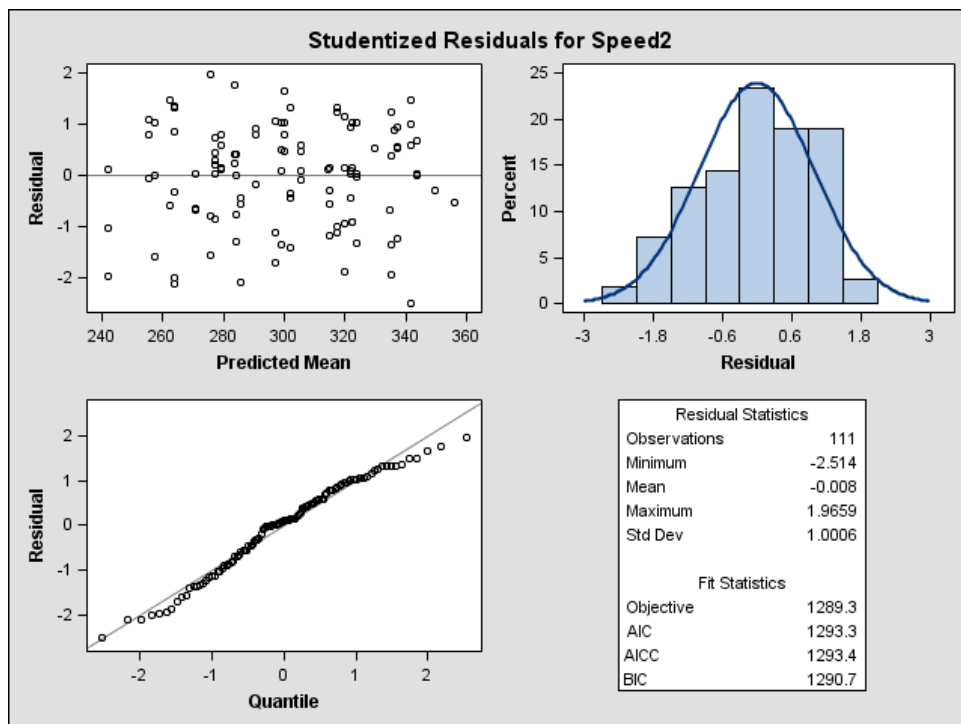 Studentized Residuals for Speed2
2
1
0
-1
-2
Residual
240 260 280 300 320 340 360
Predicted Mean
25
20
15
10
5
0
Percent
-3 -1.8 -0.6 0.6 1.8 3
Residual
2
1
0
-1
-2
Residual
-2 -1 0 1 2
Quantile
Residual Statistics
Observations 111
Minimum -2.514
Mean -0.008
Maximum 1.9659
Std Dev 1.0006
Fit Statistics
Objective 1289.3
AIC 1293.3
AICC 1293.4
BIC 1290.7